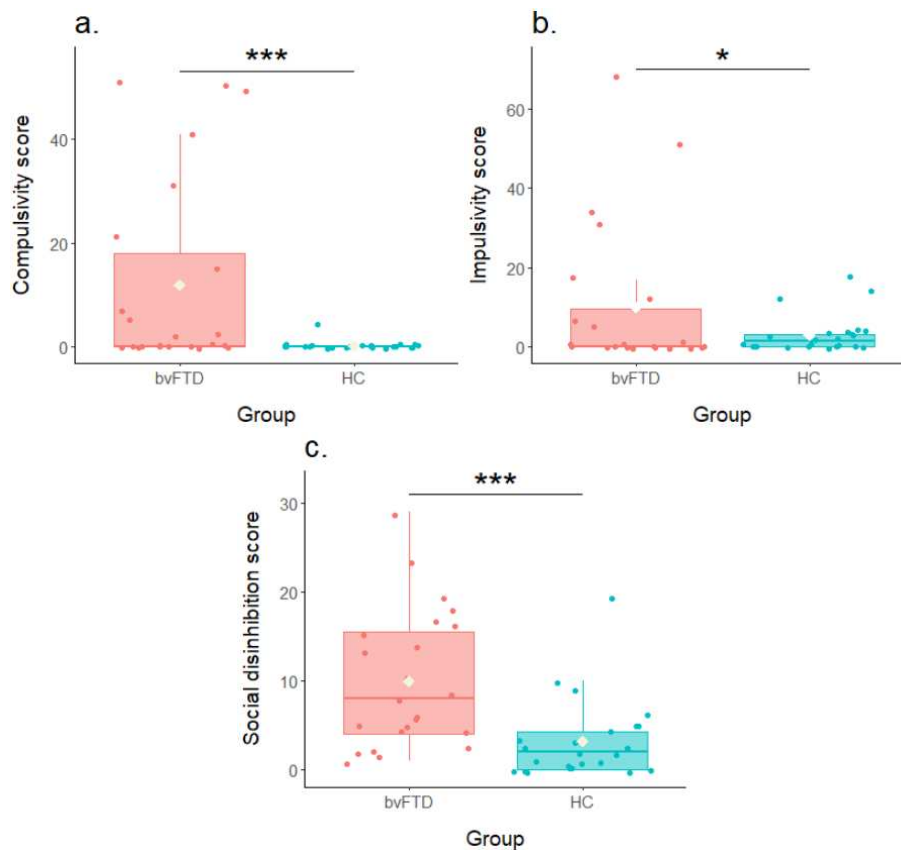 a.
***
Compulsivity score
40
20
0
bvFTD HC
Group
b.
*
Impulsivity score
60
40
20
0
bvFTD HC
Group
c.
***
Social disinhibition score
30
20
10
0
bvFTD HC
Group